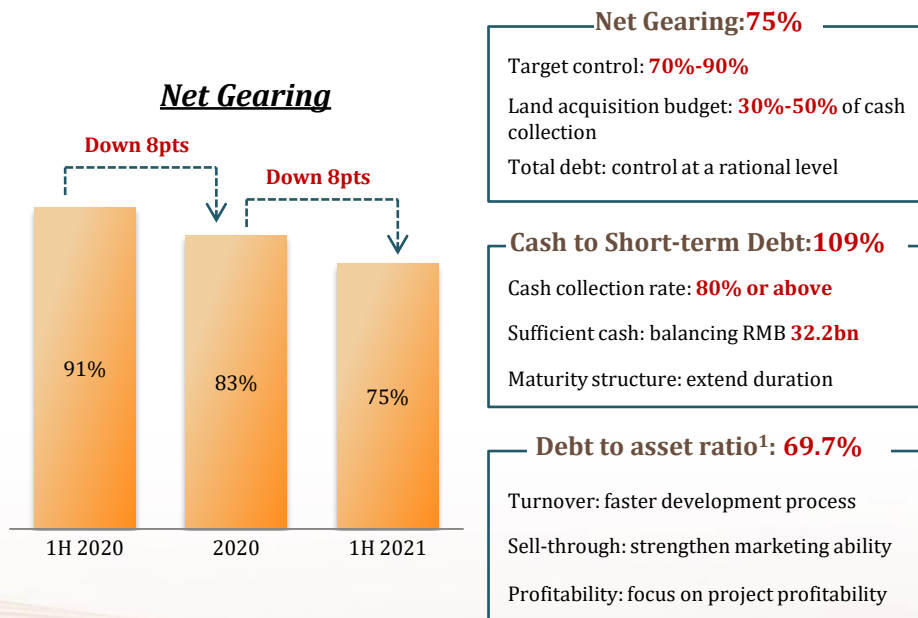 Net Gearing
Down 8pts
Down 8pts
91%
83%
75%
1H 2020
2020
1H 2021
Net Gearing:75%
Target control: 70%-90%
Land acquisition budget: 30%-50% of cash
collection
Total debt: control at a rational level
Cash to Short-term Debt:109%
Cash collection rate: 80% or above
Sufficient cash: balancing RMB 32.2bn
Maturity structure: extend duration
Debt to asset ratio¹: 69.7%
Turnover: faster development process
Sell-through: strengthen marketing ability
Profitability: focus on project profitability